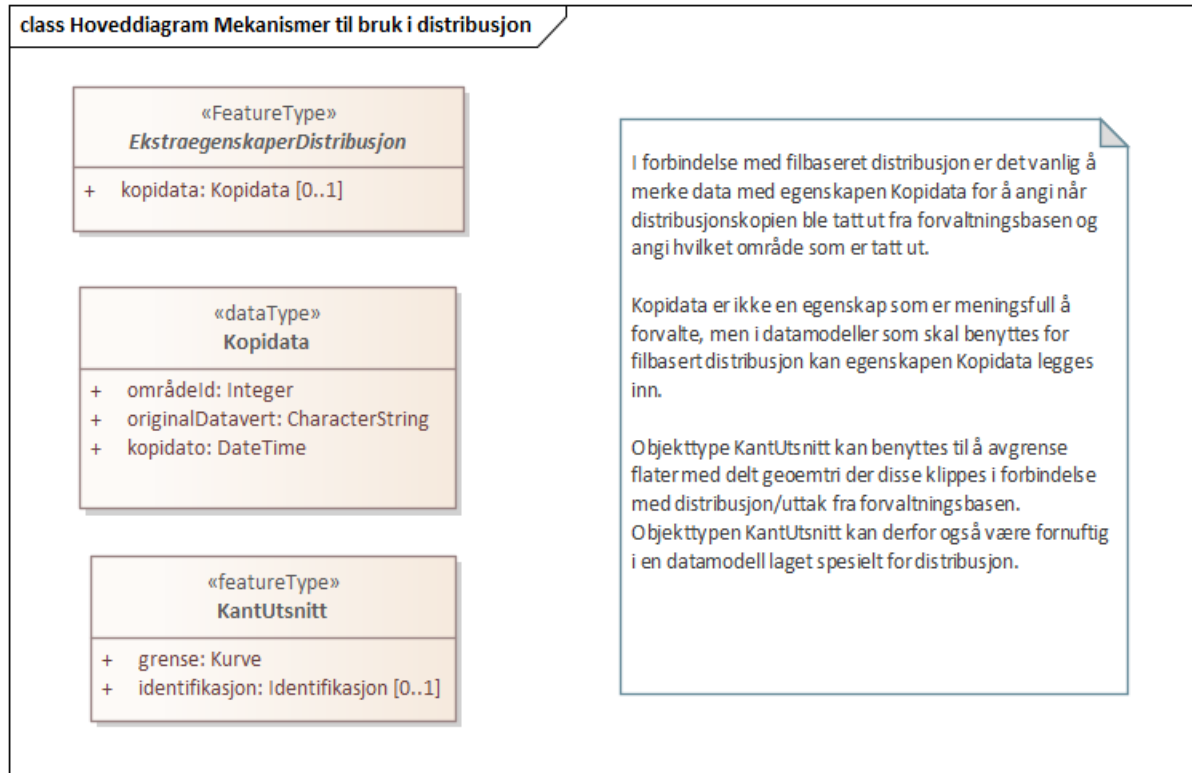 class Hoveddiagram Mekanismer til bruk i distribusjon
«FeatureType»
EkstraegenskaperDistribusjon
+ kopidata: Kopidata [0..1]
«dataType»
Kopidata
+ områdeId: Integer
+ originalDatavert: CharacterString
+ kopidato: DateTime
«featureType»
KantUtsnitt
+ grense: Kurve
+ identifikasjon: Identifikasjon [0..1]
I forbindelse med filbaseret distribusjon er det vanlig å
merke data med egenskapen Kopidata for å angi når
distribusjonskopien ble tatt ut fra forvaltningsbasen og
angi hvilket område som er tatt ut.
Kopidata er ikke en egenskap som er meningsfull å
forvalte, men i datamodeller som skal benyttes for
filbasert distribusjon kan egenskapen Kopidata legges
inn.
Objekttype KantUtsnitt kan benyttes til å avgrense
flater med delt geoemtri der disse klippes i forbindelse
med distribusjon/uttak fra forvaltningsbasen.
Objekttypen KantUtsnitt kan derfor også være fornuftig
i en datamodell laget spesielt for distribusjon.